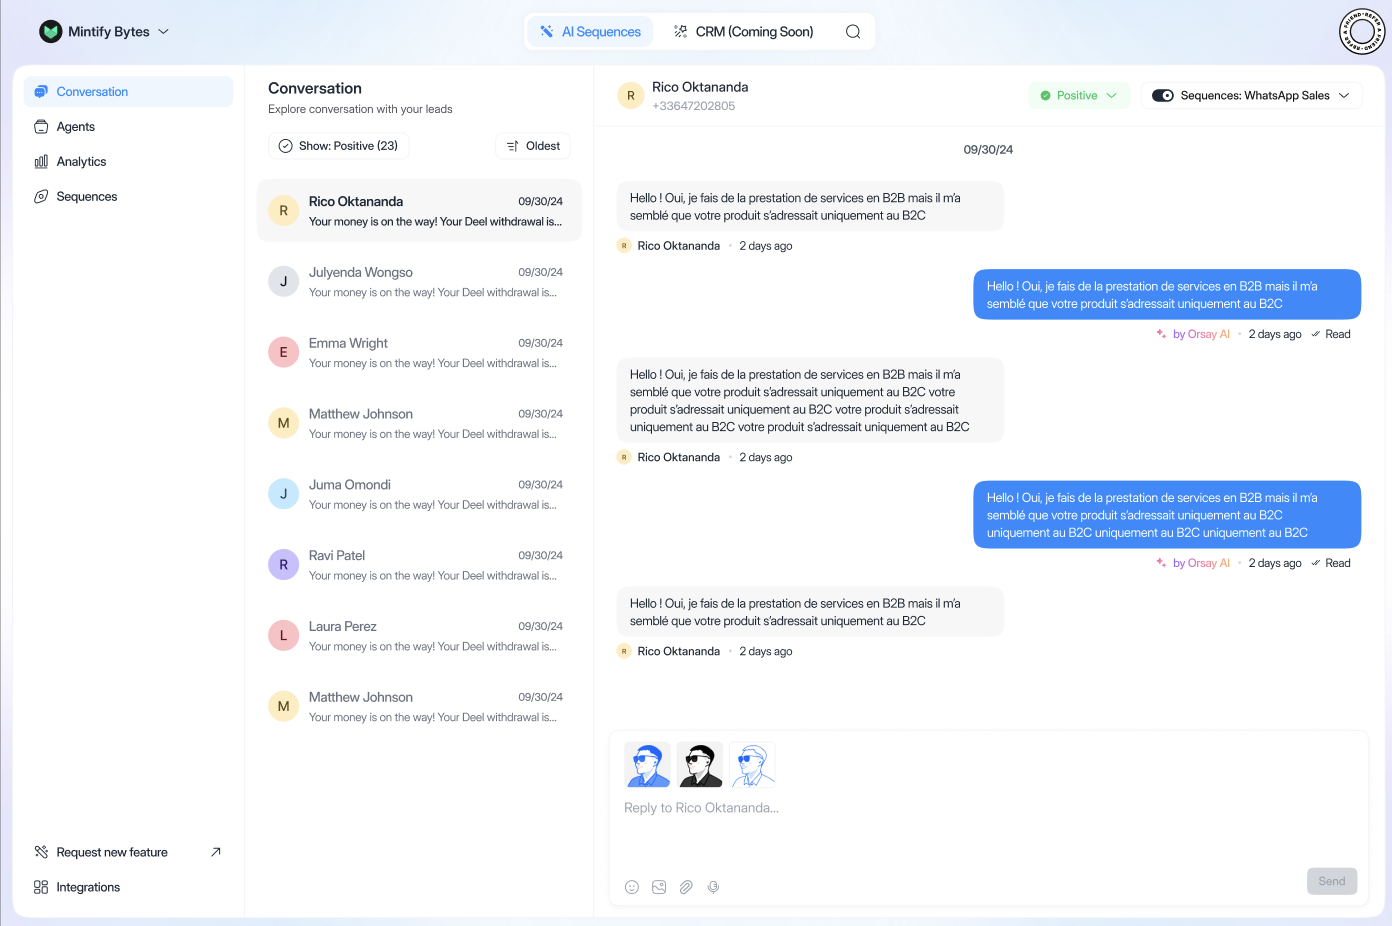 Mintify Bytes
AI Sequences
CRM (Coming Soon)
REFER A FRIEND • REFER A FRIEND •
Conversation
Agents
Analytics
Sequences
Request new feature
Integrations
Conversation
Explore conversation with your leads
Show: Positive (23)
Oldest
R
Rico Oktananda
09/30/24
Your money is on the way! Your Deel withdrawal is...
J
Julyenda Wongso
09/30/24
Your money is on the way! Your Deel withdrawal is...
E
Emma Wright
09/30/24
Your money is on the way! Your Deel withdrawal is...
M
Matthew Johnson
09/30/24
Your money is on the way! Your Deel withdrawal is...
J
Juma Omondi
09/30/24
Your money is on the way! Your Deel withdrawal is...
R
Ravi Patel
09/30/24
Your money is on the way! Your Deel withdrawal is...
L
Laura Perez
09/30/24
Your money is on the way! Your Deel withdrawal is...
M
Matthew Johnson
09/30/24
Your money is on the way! Your Deel withdrawal is...
R
Rico Oktananda
+33647202805
Positive
Sequences: WhatsApp Sales
09/30/24
Hello ! Oui, je fais de la prestation de services en B2B mais il m’a
semblé que votre produit s’adressait uniquement au B2C
R Rico Oktananda • 2 days ago
Hello ! Oui, je fais de la prestation de services en B2B mais il m’a
semblé que votre produit s’adressait uniquement au B2C
by Orsay AI • 2 days ago Read
Hello ! Oui, je fais de la prestation de services en B2B mais il m’a
semblé que votre produit s’adressait uniquement au B2C votre
produit s’adressait uniquement au B2C votre produit s’adressait
uniquement au B2C votre produit s’adressait uniquement au B2C
R Rico Oktananda • 2 days ago
Hello ! Oui, je fais de la prestation de services en B2B mais il m’a
semblé que votre produit s’adressait uniquement au B2C
uniquement au B2C uniquement au B2C uniquement au B2C
by Orsay AI • 2 days ago Read
Hello ! Oui, je fais de la prestation de services en B2B mais il m’a
semblé que votre produit s’adressait uniquement au B2C
R Rico Oktananda • 2 days ago
Reply to Rico Oktananda...
Send